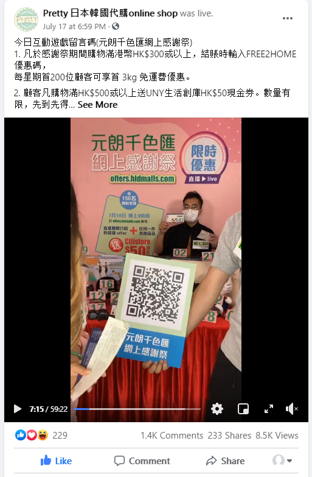 Pretty 日本韓國代購online shop was live.
July 17 at 6:59 PM
今日互動遊戲留言碼(元朗千色匯網上感謝祭)
1. 凡於感謝祭期間購物滿港幣HK$300或以上，結賬時輸入FREE2HOME
優惠碼，
每星期首200位顧客可享首 3kg 免運替優惠。
2. 顧客凡購物滿HK$500或以上送UNY生活創庫HK$50現金券。數量有
限，先到先得... See More
元朗千色匯
網上感謝祭
限時
優惠
直播 live
offers.hldmalls.com
$50
元朗千色匯
網上感謝祭
7:15 / 59:22
229
1.4K Comments 233 Shares 8.5K Views
Like
Comment
Share